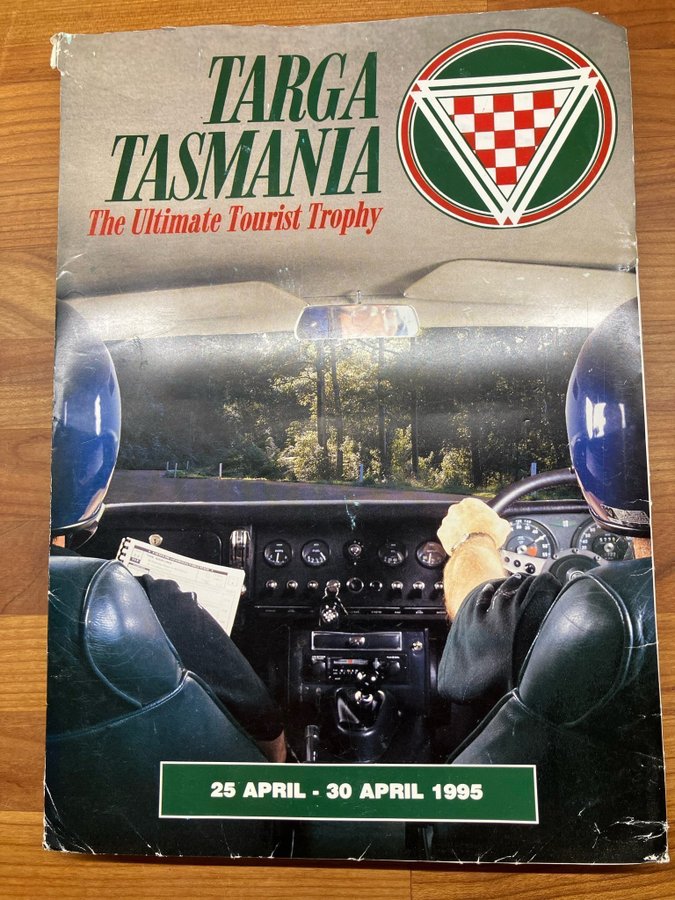 TARGA
TASMANIA
The Ultimate Tourist Trophy
25 APRIL - 30 APRIL 1995